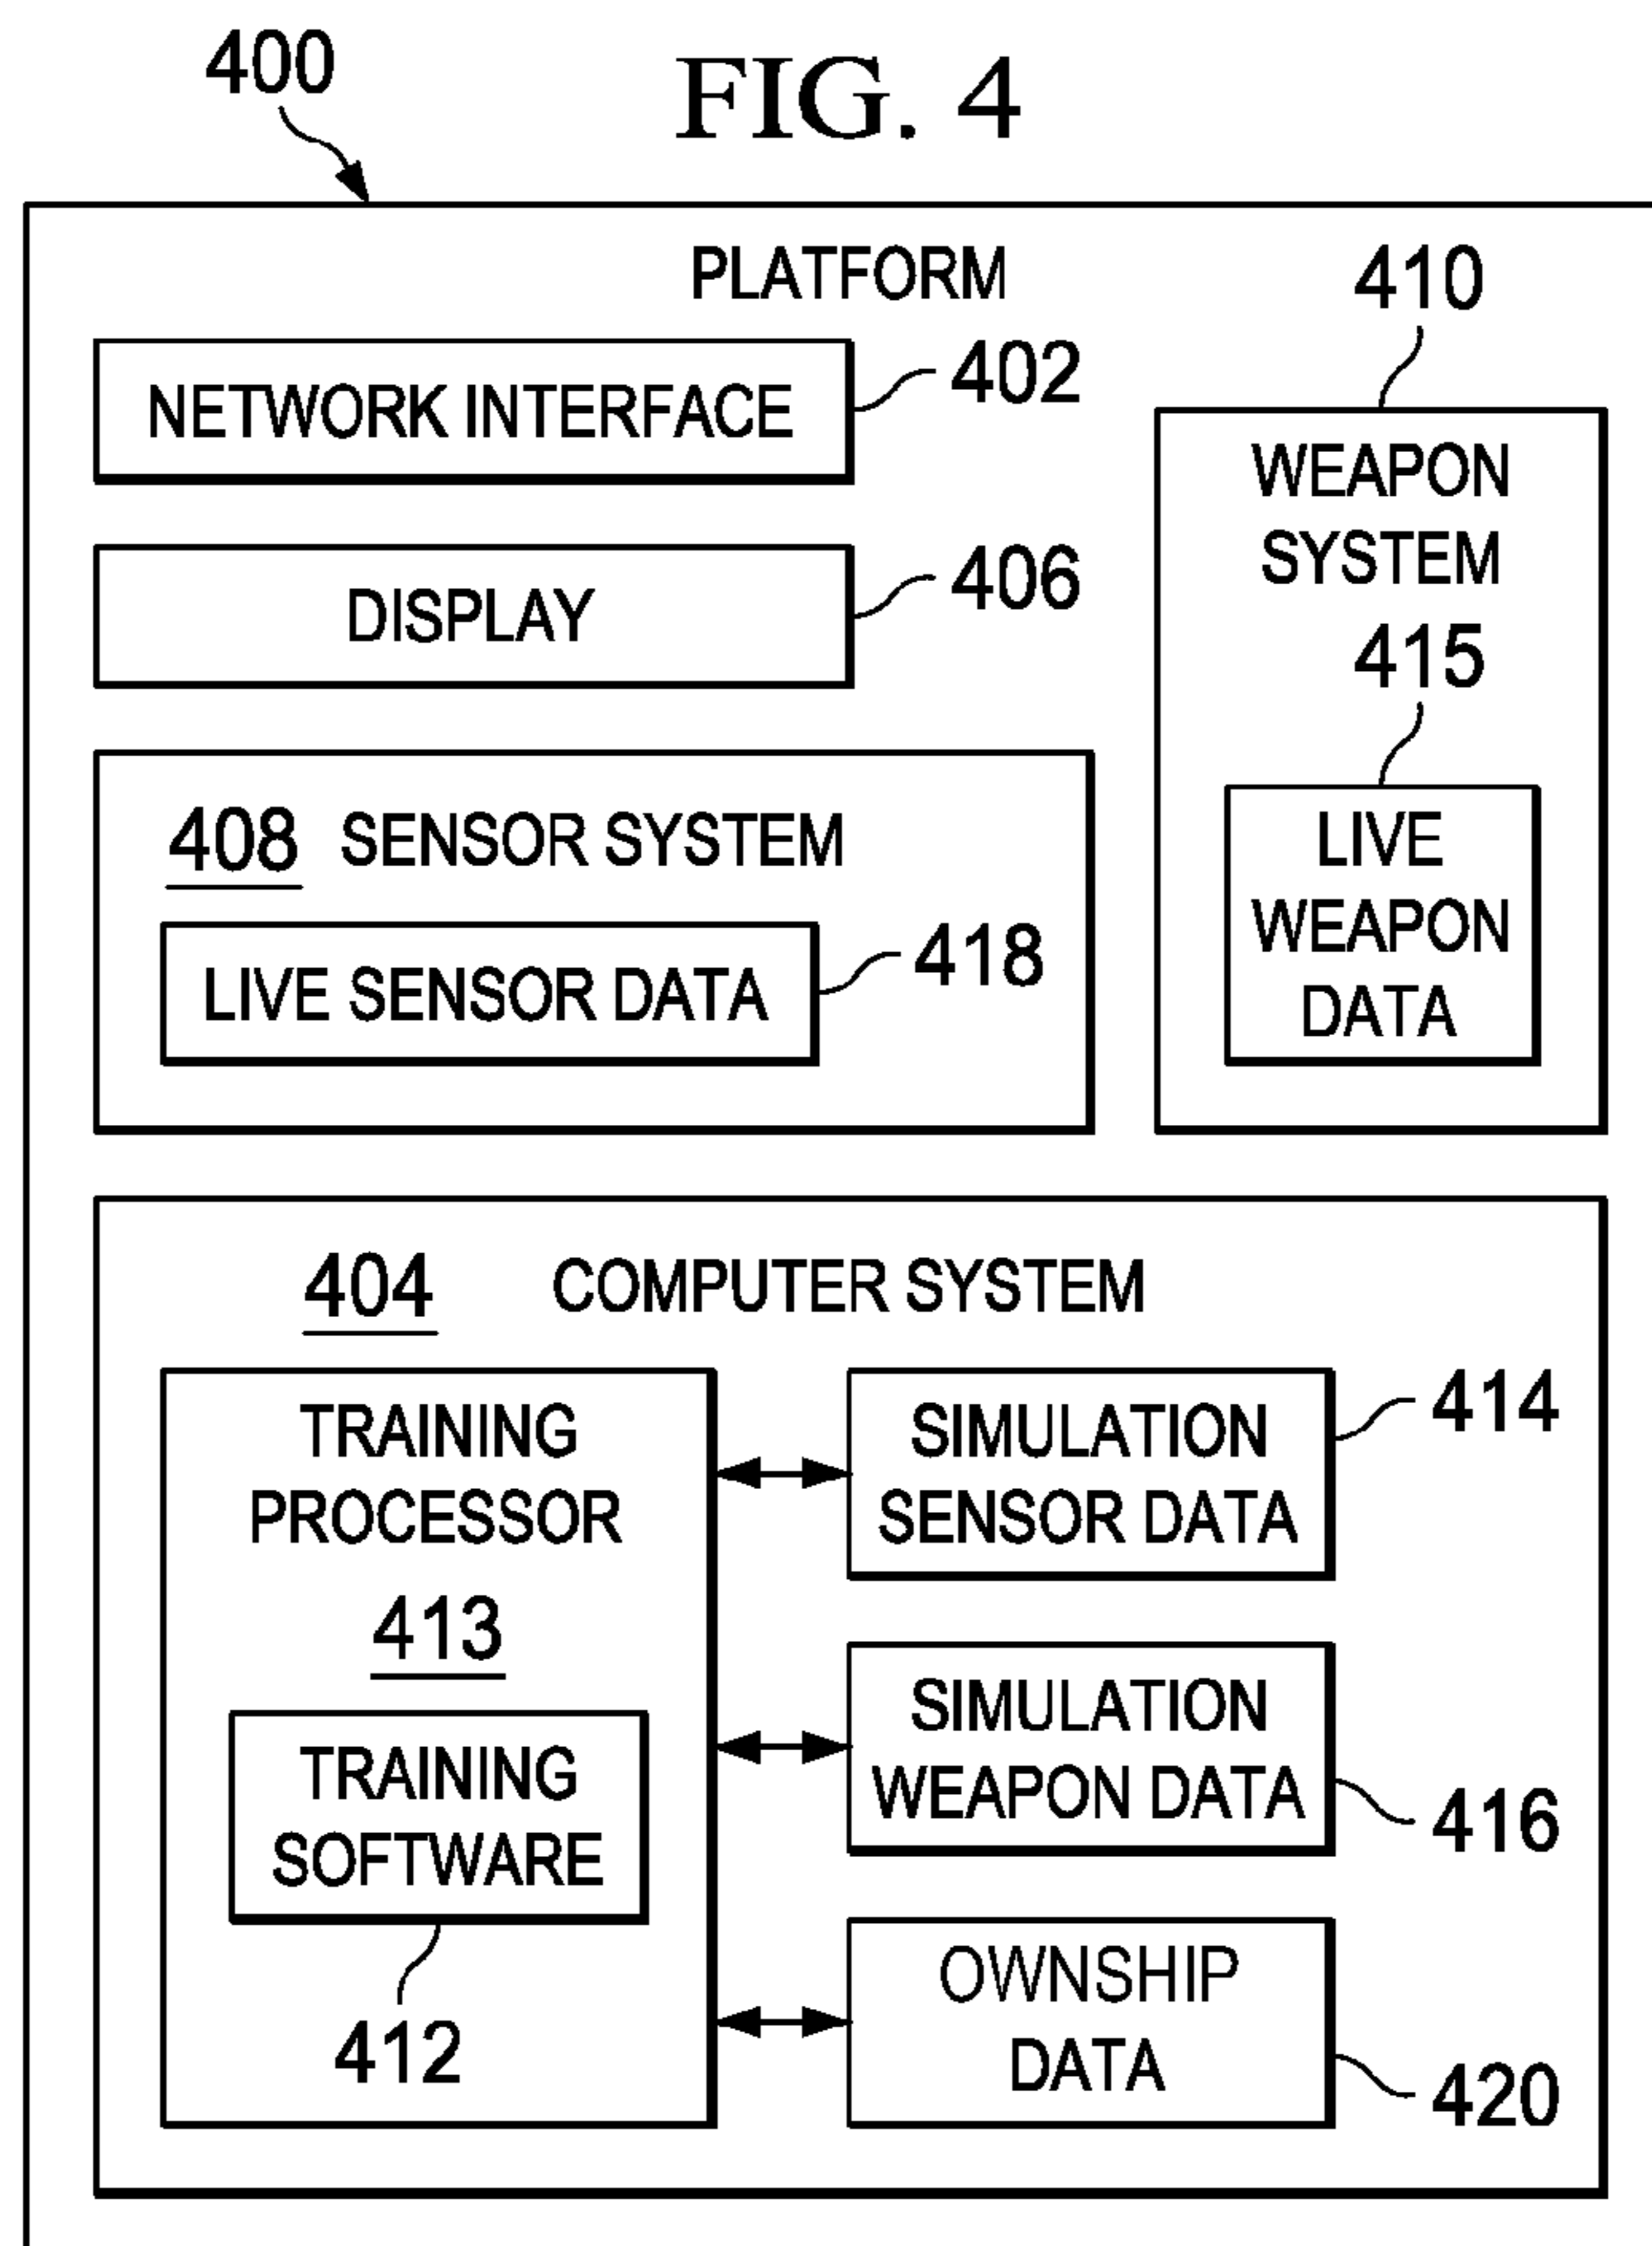 400
FIG. 4
PLATFORM
410
NETWORK INTERFACE
402
WEAPON
SYSTEM
DISPLAY
406
415
408 SENSOR SYSTEM
LIVE
WEAPON
DATA
LIVE SENSOR DATA
418
404 COMPUTER SYSTEM
TRAINING
PROCESSOR
413
TRAINING
SOFTWARE
412
SIMULATION
SENSOR DATA
414
SIMULATION
WEAPON DATA
416
OWNSHIP
DATA
420